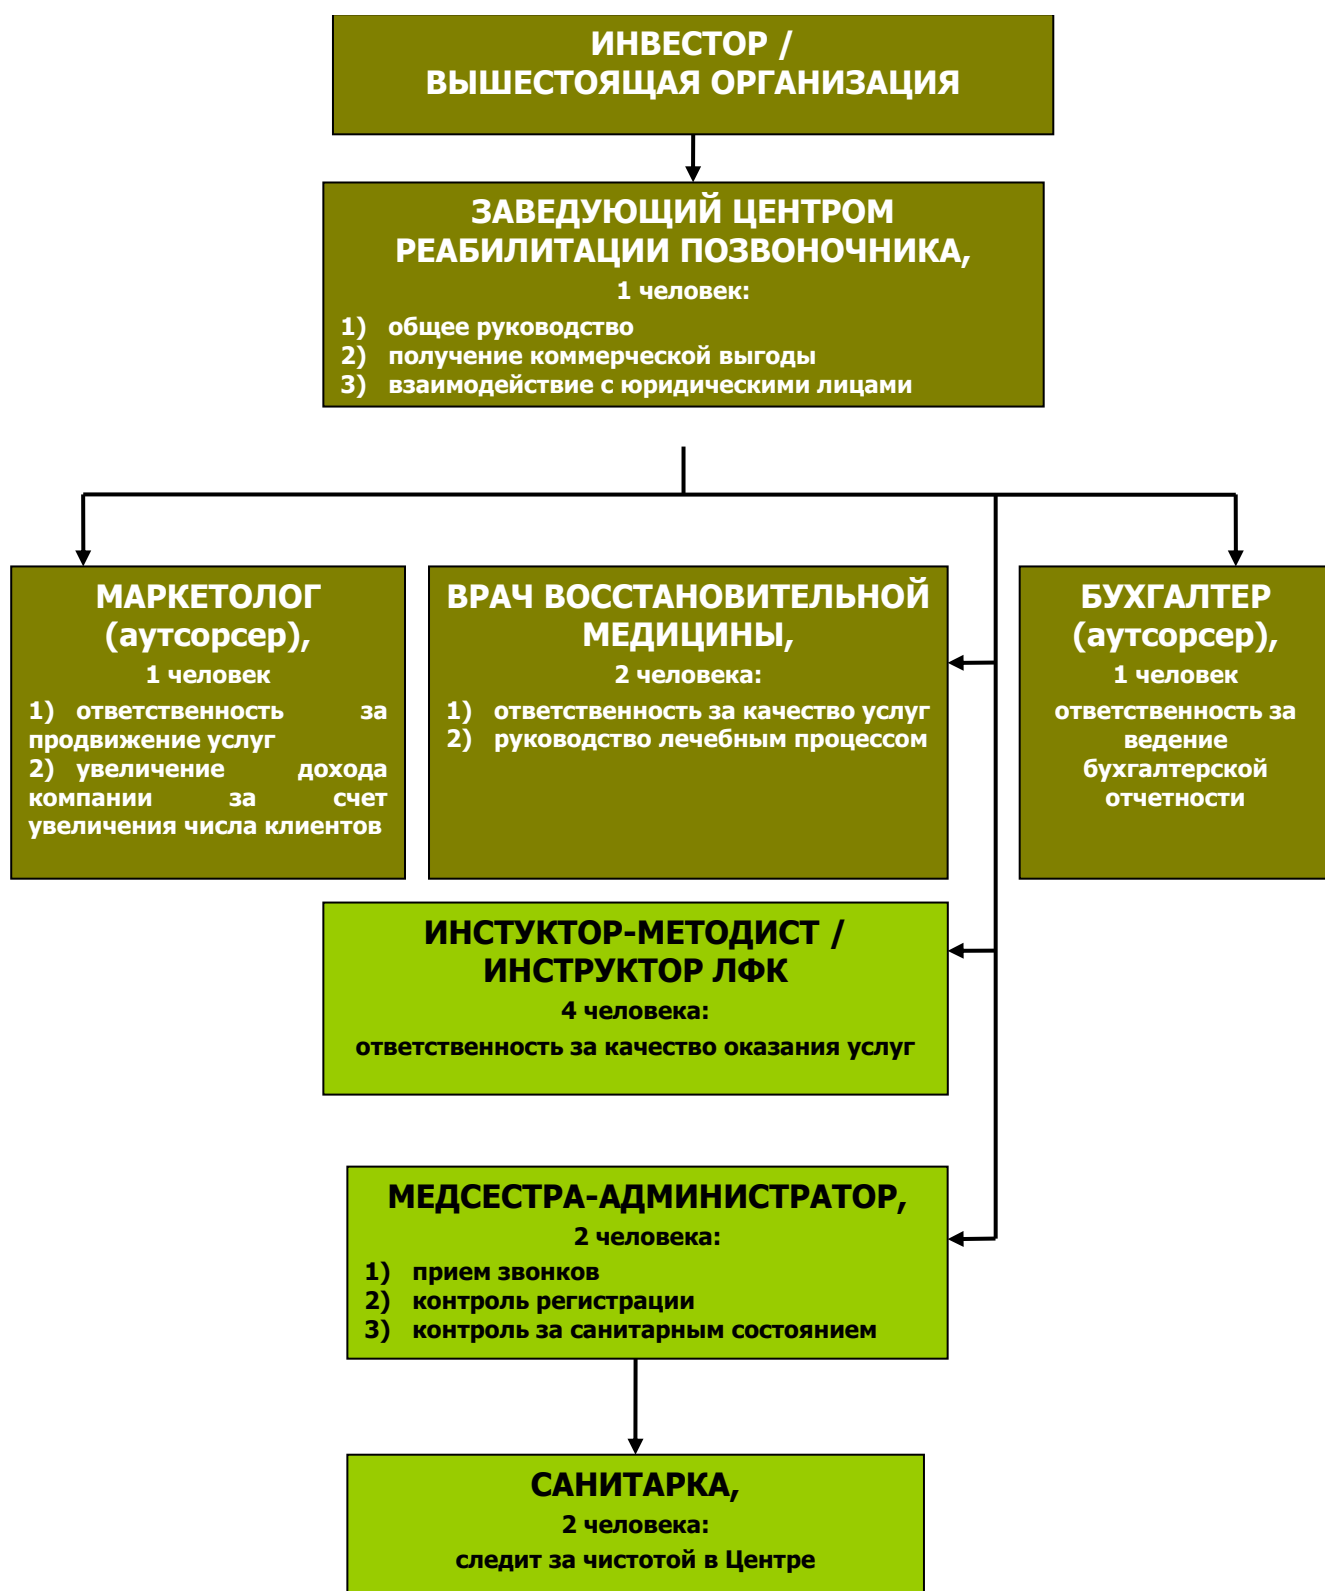 ИНВЕСТОР /
ВЫШЕСТОЯЩАЯ ОРГАНИЗАЦИЯ
ЗАВЕДУЮЩИЙ ЦЕНТРОМ
РЕАБИЛИТАЦИИ ПОЗВОНОЧНИКА,
1 человек:
1) общее руководство
2) получение коммерческой выгоды
3) взаимодействие с юридическими лицами
МАРКЕТОЛОГ
(аутсорсер),
1 человек
1) ответственность за
продвижение услуг
2) увеличение дохода
компании за счет
увеличения числа клиентов
ВРАЧ ВОССТАНОВИТЕЛЬНОЙ
МЕДИЦИНЫ,
2 человека:
1) ответственность за качество услуг
2) руководство лечебным процессом
БУХГАЛТЕР
(аутсорсер),
1 человек
ответственность за
ведение
бухгалтерской
отчетности
ИНСТУКТОР-МЕТОДИСТ /
ИНСТРУКТОР ЛФК
4 человека:
ответственность за качество оказания услуг
МЕДСЕСТРА-АДМИНИСТРАТОР,
2 человека:
1) прием звонков
2) контроль регистрации
3) контроль за санитарным состоянием
САНИТАРКА,
2 человека:
следит за чистотой в Центре